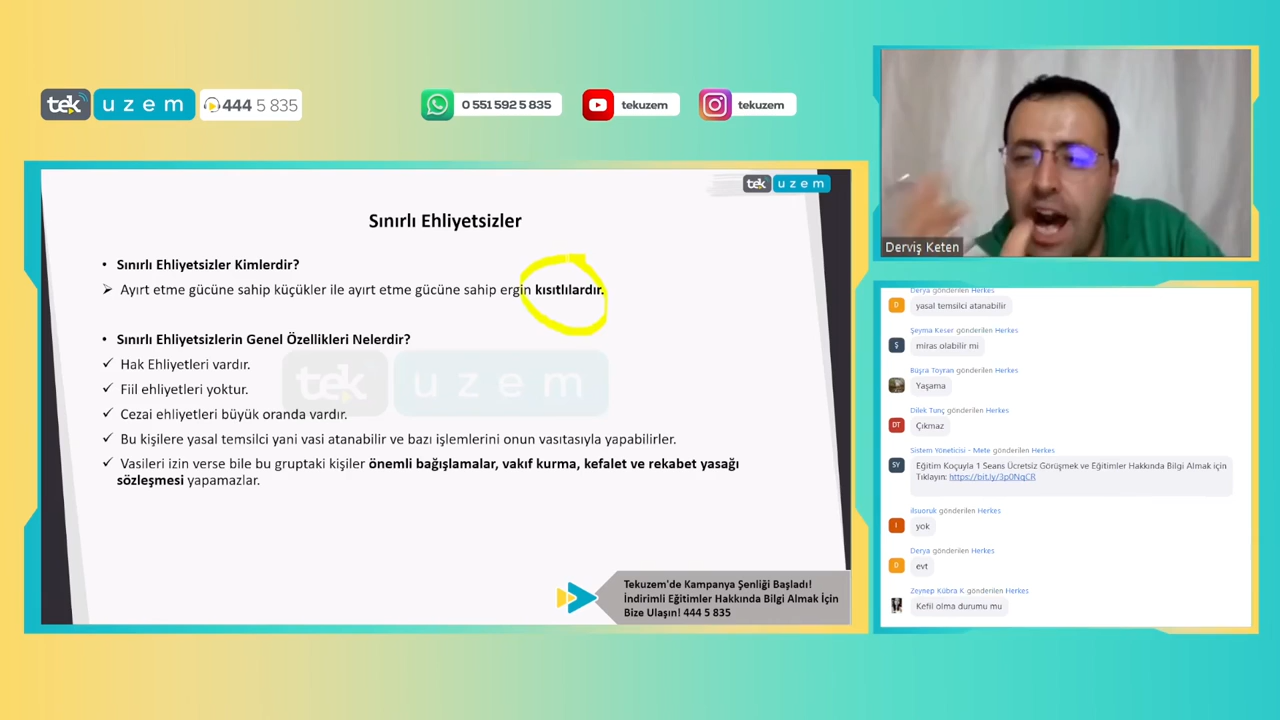 tek uzem 444 5 835
0 551 592 5 835
tekuzem
tekuzem
tek uzem
Sınırlı Ehliyetsizler
• Sınırlı Ehliyetsizler Kimlerdir?
Ayırt etme gücüne sahip küçükler ile ayırt etme gücüne sahip ergin kısıtlılardır.
• Sınırlı Ehliyetsizlerin Genel Özellikleri Nelerdir?
Hak Ehliyetleri vardır.
Fiil ehliyetleri yoktur.
Cezai ehliyetleri büyük oranda vardır.
Bu kişilere yasal temsilci yani vasi atanabilir ve bazı işlemlerini onun vasıtasıyla yapabilirler.
Vasileri izin verse bile bu gruptaki kişiler önemli bağışlamalar, vakıf kurma, kefalet ve rekabet yasağı
sözleşmesi yapamazlar.
tek uzem
Tekuzem'de Kampanya Şenliği Başladı!
İndirimli Eğitimler Hakkında Bilgi Almak İçin
Bize Ulaşın! 444 5 835
Derviş Keten
Derya gönderilen Herkes
D
yasal temsilci atanabilir
Şeyma Keser gönderilen Herkes
Ş
miras olabilir mi
Büşra Toyran gönderilen Herkes
Yaşama
Dilek Tunç gönderilen Herkes
DT
Çıkmaz
Sistem Yöneticisi - Mete gönderilen Herkes
SY
Eğitim Koçuyla 1 Seans Ücretsiz Görüşmek ve Eğitimler Hakkında Bilgi Almak için
Tıklayın: https://bit.ly/3p0NqCR
ilsuoruk gönderilen Herkes
I
yok
Derya gönderilen Herkes
D
evt
Zeynep Kübra K gönderilen Herkes
Kefil olma durumu mu